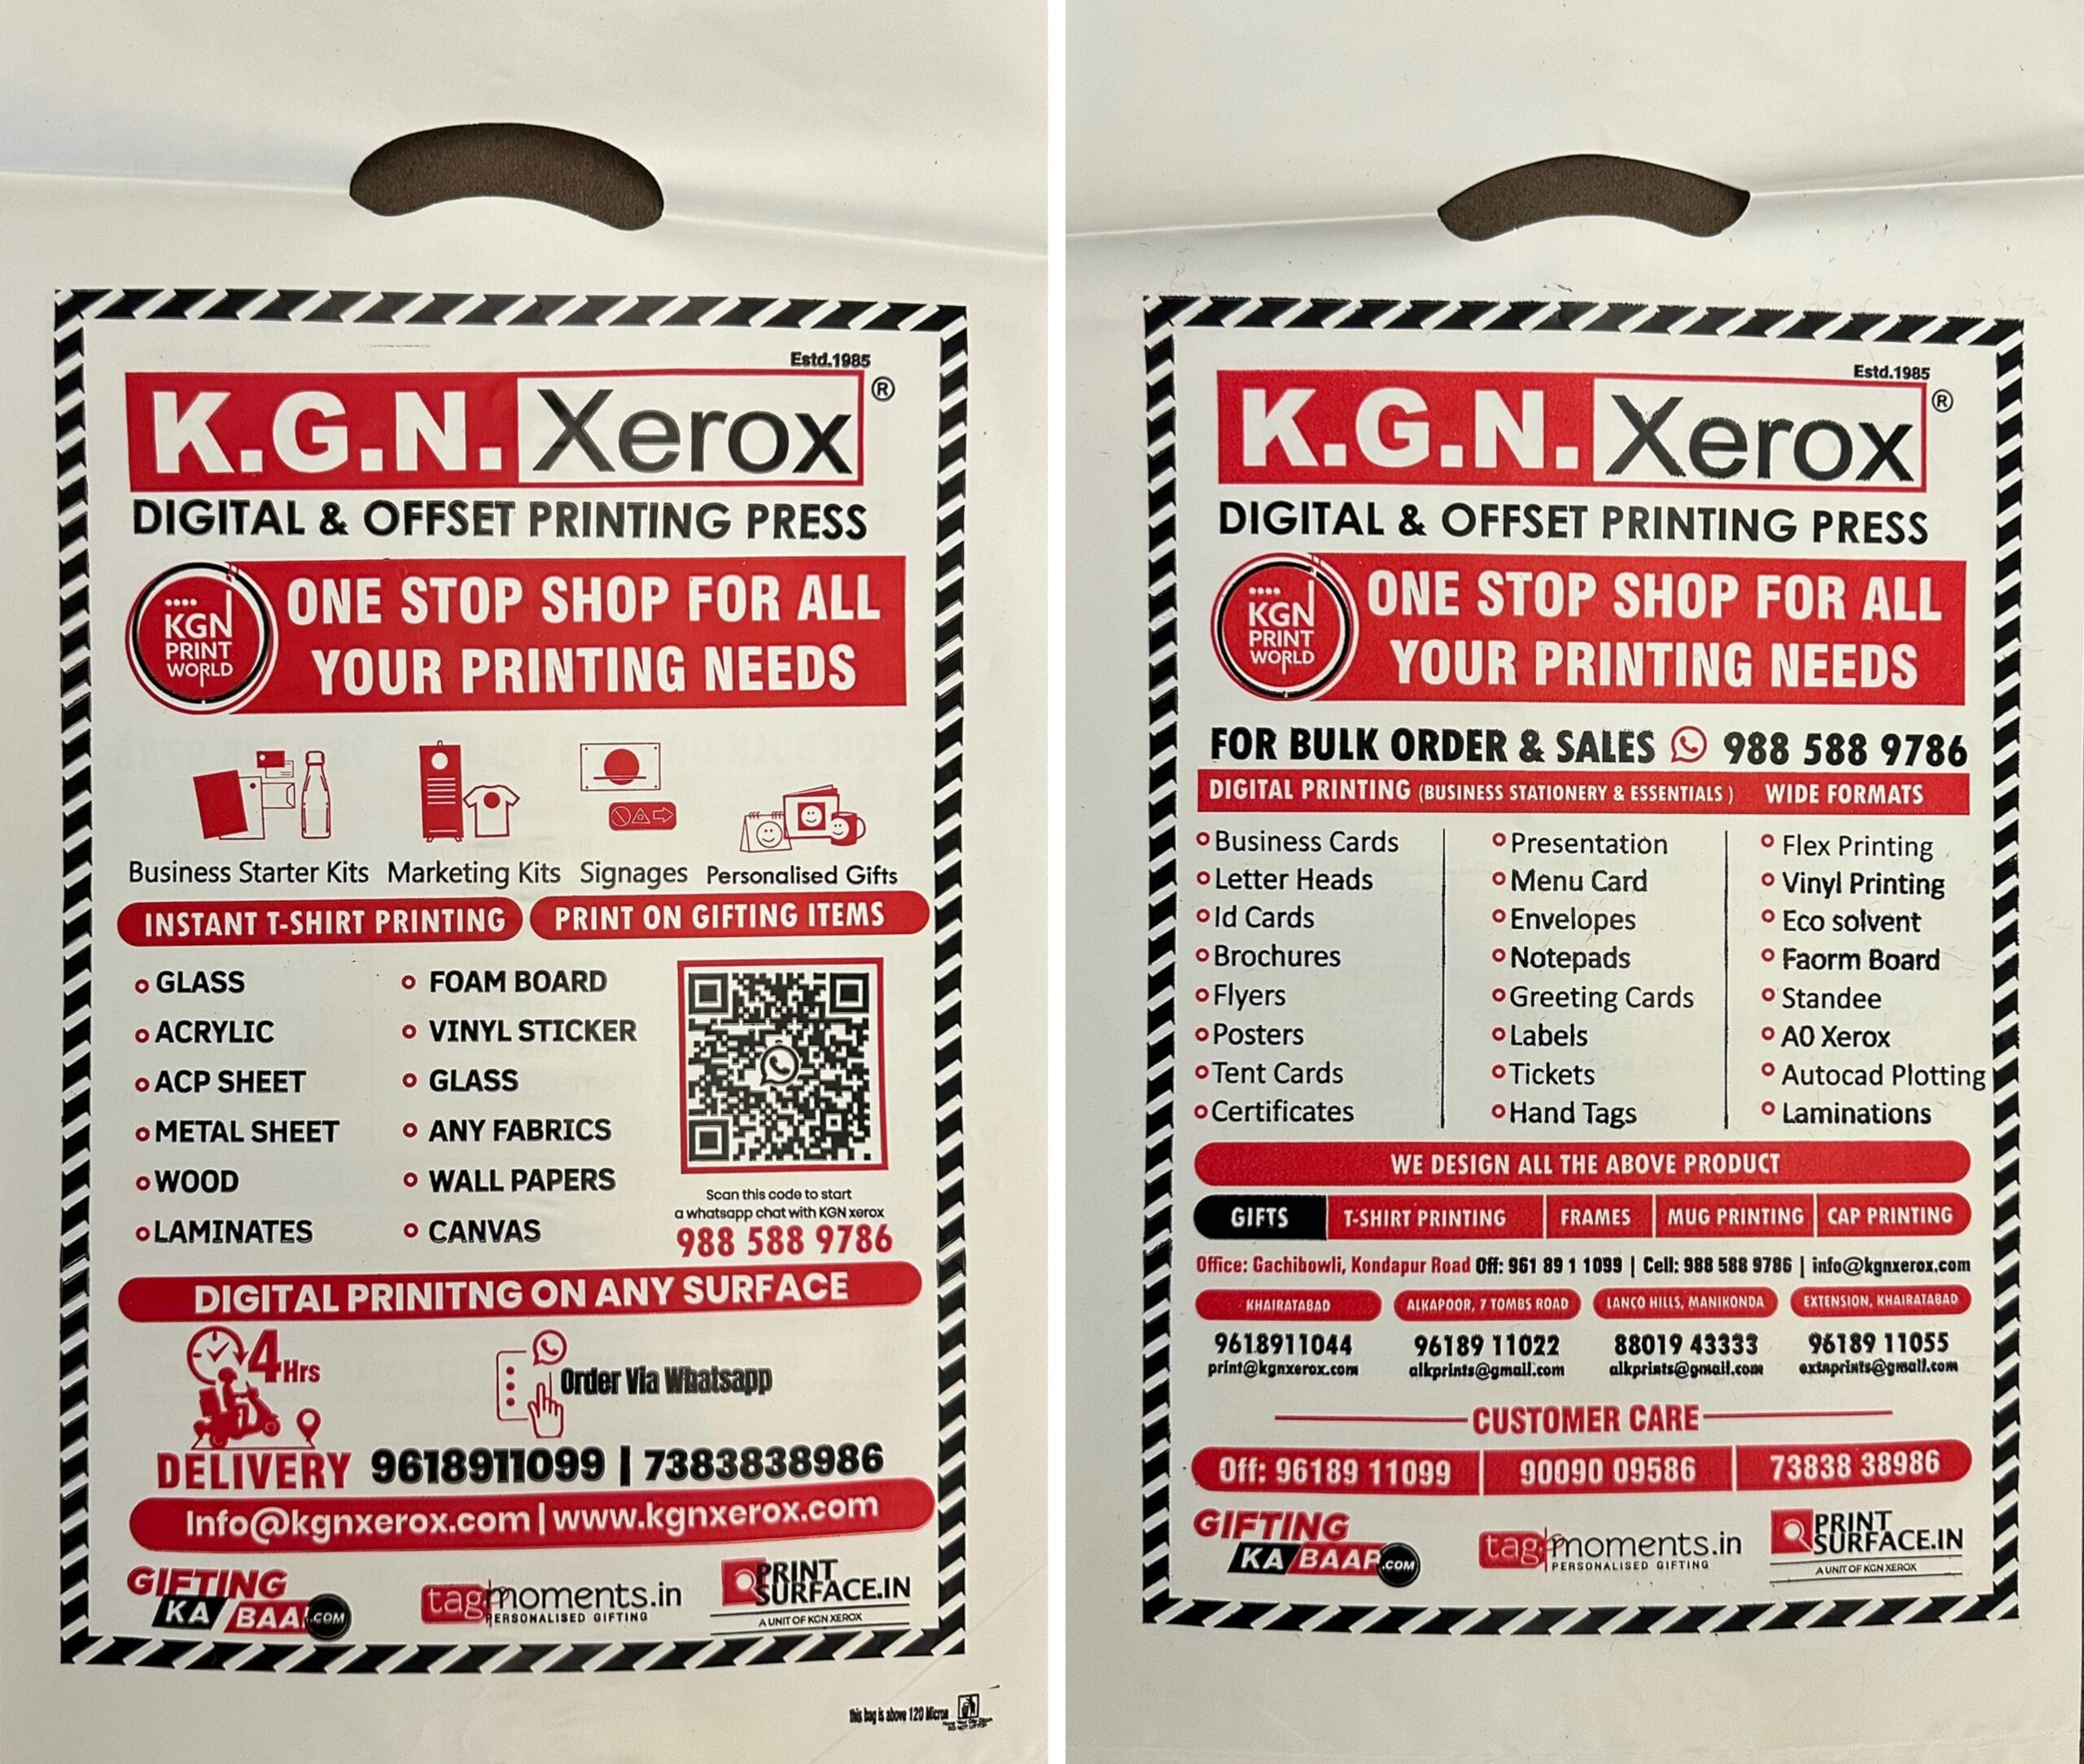 Estd.1985
K.G.N. Xerox ®
DIGITAL & OFFSET PRINTING PRESS
KGN
PRINT
WORLD
ONE STOP SHOP FOR ALL
YOUR PRINTING NEEDS
Business Starter Kits Marketing Kits Signages Personalised Gifts
INSTANT T-SHIRT PRINTING PRINT ON GIFTING ITEMS
GLASS
ACRYLIC
ACP SHEET
METAL SHEET
WOOD
LAMINATES
FOAM BOARD
VINYL STICKER
GLASS
ANY FABRICS
WALL PAPERS
CANVAS
Scan this code to start
a whatsapp chat with KGN xerox
988 588 9786
DIGITAL PRINITNG ON ANY SURFACE
4 Hrs
DELIVERY
Order Via Whatsapp
9618911099 | 7383838986
Info@kgnxerox.com | www.kgnxerox.com
GIFTING
KA BAAP.COM
tagmoments.in
PERSONALISED GIFTING
PRINT
SURFACE.IN
A UNIT OF KGN XEROX
this bag is above 120 Micron
Estd.1985
K.G.N. Xerox ®
DIGITAL & OFFSET PRINTING PRESS
KGN
PRINT
WORLD
ONE STOP SHOP FOR ALL
YOUR PRINTING NEEDS
FOR BULK ORDER & SALES 988 588 9786
DIGITAL PRINTING (BUSINESS STATIONERY & ESSENTIALS ) WIDE FORMATS
Business Cards
Letter Heads
Id Cards
Brochures
Flyers
Posters
Tent Cards
Certificates
Presentation
Menu Card
Envelopes
Notepads
Greeting Cards
Labels
Tickets
Hand Tags
Flex Printing
Vinyl Printing
Eco solvent
Faorm Board
Standee
A0 Xerox
Autocad Plotting
Laminations
WE DESIGN ALL THE ABOVE PRODUCT
GIFTS T-SHIRT PRINTING FRAMES MUG PRINTING CAP PRINTING
Office: Gachibowli, Kondapur Road Off: 961 89 1 1099 | Cell: 988 588 9786 | info@kgnxerox.com
KHAIRATABAD
9618911044
print@kgnxerox.com
ALKAPOOR, 7 TOMBS ROAD
96189 11022
alkprints@gmail.com
LANCO HILLS, MANIKONDA
88019 43333
alkprints@gmail.com
EXTENSION, KHAIRATABAD
96189 11055
extnprints@gmail.com
CUSTOMER CARE
Off: 96189 11099 90090 09586 73838 38986
GIFTING
KA BAAP.COM
tagmoments.in
PERSONALISED GIFTING
PRINT
SURFACE.IN
A UNIT OF KGN XEROX